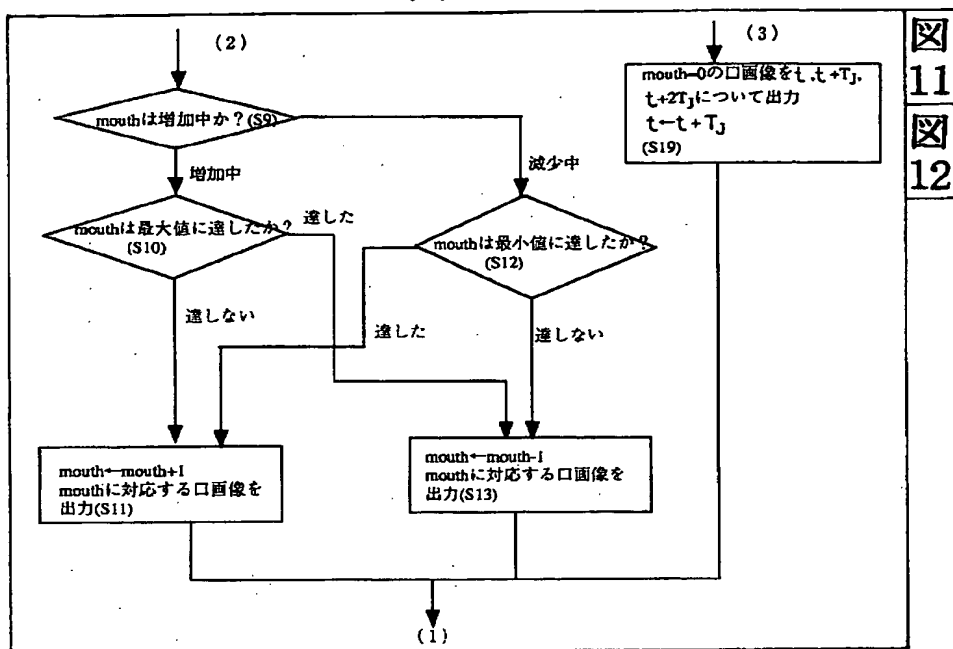 (2)
(3)
図
11
図
12
mouth=0の口画像をt,t+TJ,
t+2TJについて出力
t←t+TJ
(S19)
mouthは増加中か?(S9)
増加中
減少中
mouthは最大値に達したか?
(S10)
達した
mouthは最小値に達したか?
(S12)
達しない
達した
達しない
mouth←mouth+1
mouthに対応する口画像を
出力(S11)
mouth←mouth-1
mouthに対応する口画像を
出力(S13)
(1)